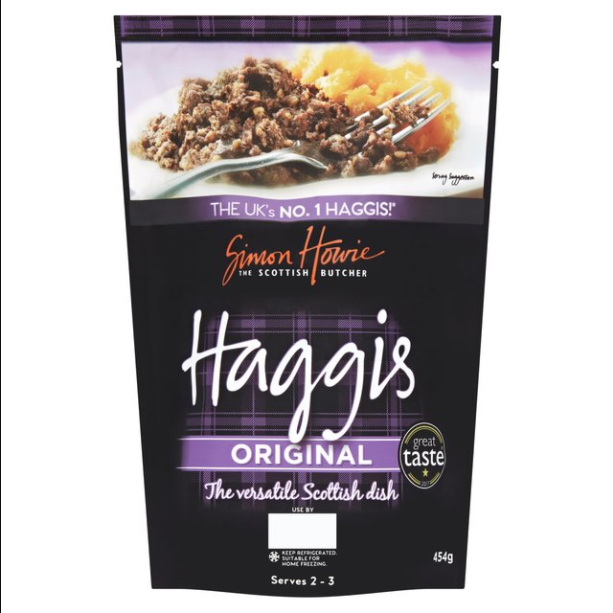 Serving Suggestion
THE UK's NO. 1 HAGGIS!*
Simon Howie
THE SCOTTISH BUTCHER
Haggis
ORIGINAL
great
taste
2017
The versatile Scottish dish
USE BY
KEEP REFRIGERATED.
SUITABLE FOR
HOME FREEZING.
454g
Serves 2 - 3